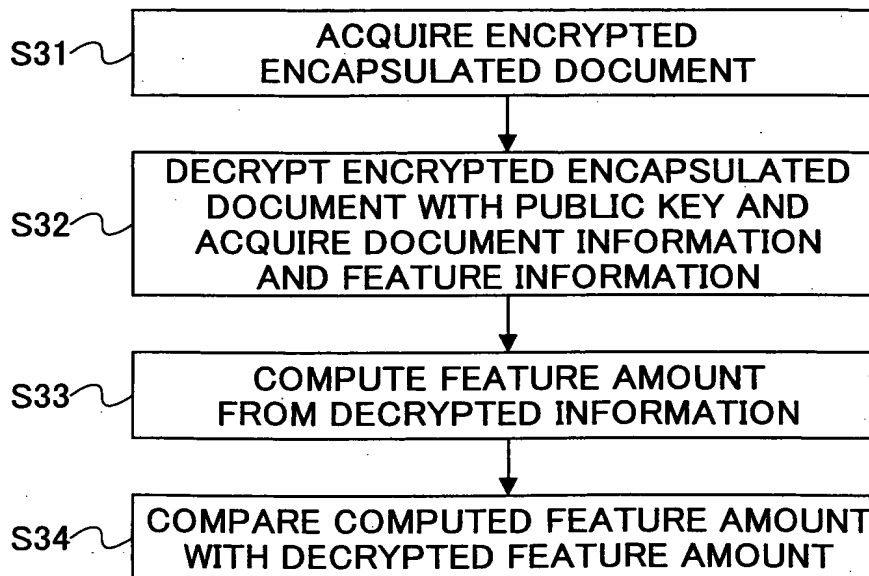 S31
ACQUIRE ENCRYPTED
ENCAPSULATED DOCUMENT
S32
DECRYPT ENCRYPTED ENCAPSULATED
DOCUMENT WITH PUBLIC KEY AND
ACQUIRE DOCUMENT INFORMATION
AND FEATURE INFORMATION
S33
COMPUTE FEATURE AMOUNT
FROM DECRYPTED INFORMATION
S34
COMPARE COMPUTED FEATURE AMOUNT
WITH DECRYPTED FEATURE AMOUNT